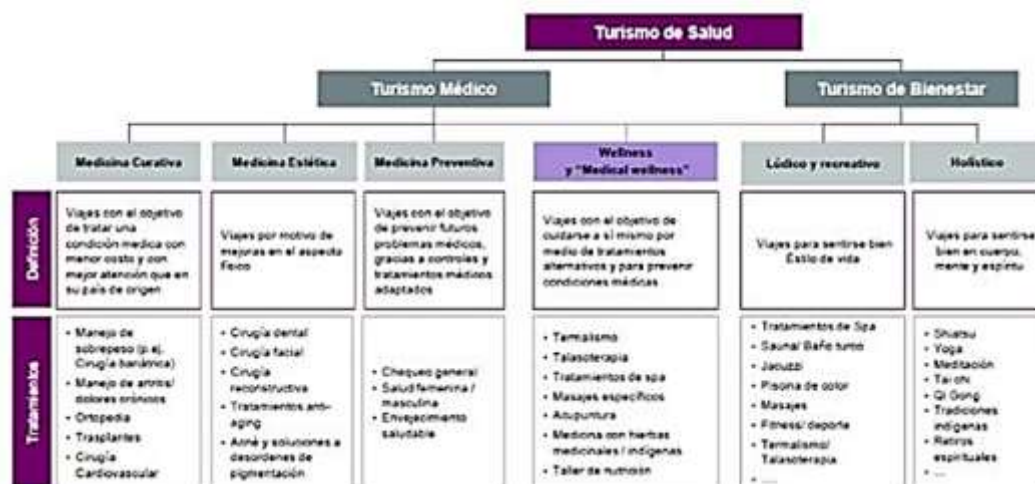 Turismo de Salud
Turismo Médico
Turismo de Bienestar
Medicina Curativa
Medicina Estética
Medicina Preventiva
Wellness
y "Medical wellness"
Lúdico y recreativo
Holístico
Definición
Viajes con el objetivo
de tratar una
condición medica con
menor costo y con
mejor atención que en
su país de origen
Viajes por motivo de
mejoras en el aspecto
Físico
Viajes con el objetivo
de prevenir futuros
problemas médicos,
gracias a controles y
tratamientos médicos
adaptados
Viajes con el objetivo de
cuidarse a sí mismo por
medio de tratamientos
alternativos y para prevenir
condiciones médicas
Viajes para sentirse bien
Estilo de vida
Viajes para sentirse
bien en cuerpo,
mente y espíritu
Tratamientos
• Manejo de
sobrepeso (p.ej.
Cirugía bariátrica)
• Manejo de artritis/
dolores crónicos
• Ortopedia
• Trasplantes
• Cirugía
Cardiovascular
• Cirugía dental
• Cirugía facial
• Cirugía
reconstructiva
• Tratamientos anti-
aging
• Acné y soluciones a
desordenes de
pigmentación
• Chequeo general
• Salud femenina /
masculina
• Envejecimiento
saludable
• Termalismo
• Talasoterapia
• Tratamientos de spa
• Masajes específicos
• Acupuntura
• Medicina con hierbas
medicinales / indígenas
• Taller de nutrición
• Tratamientos de Spa
• Sauna/ Baño turco
• Jacuzzi
• Piscina de
• Masajes
• Fitness/ deporte
• Termalismo/
Talasoterapia
• ....
• Shiatsu
• Yoga
• Meditación
• Tai-chi
• Qi Gong
• Tradiciones
indígenas
• Retiros
espirituales
• ...